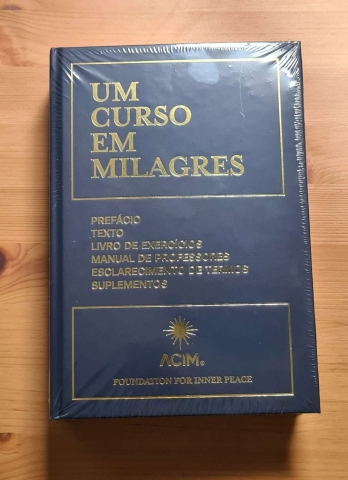 UM
CURSO
EM
MILAGRES
PREFÁCIO
TEXTO
LIVRO DE EXERCÍCIOS
MANUAL DE PROFESSORES
ESCLARECIMENTO DE TERMOS
SUPLEMENTOS
ACIM®
FOUNDATION FOR INNER PEACE